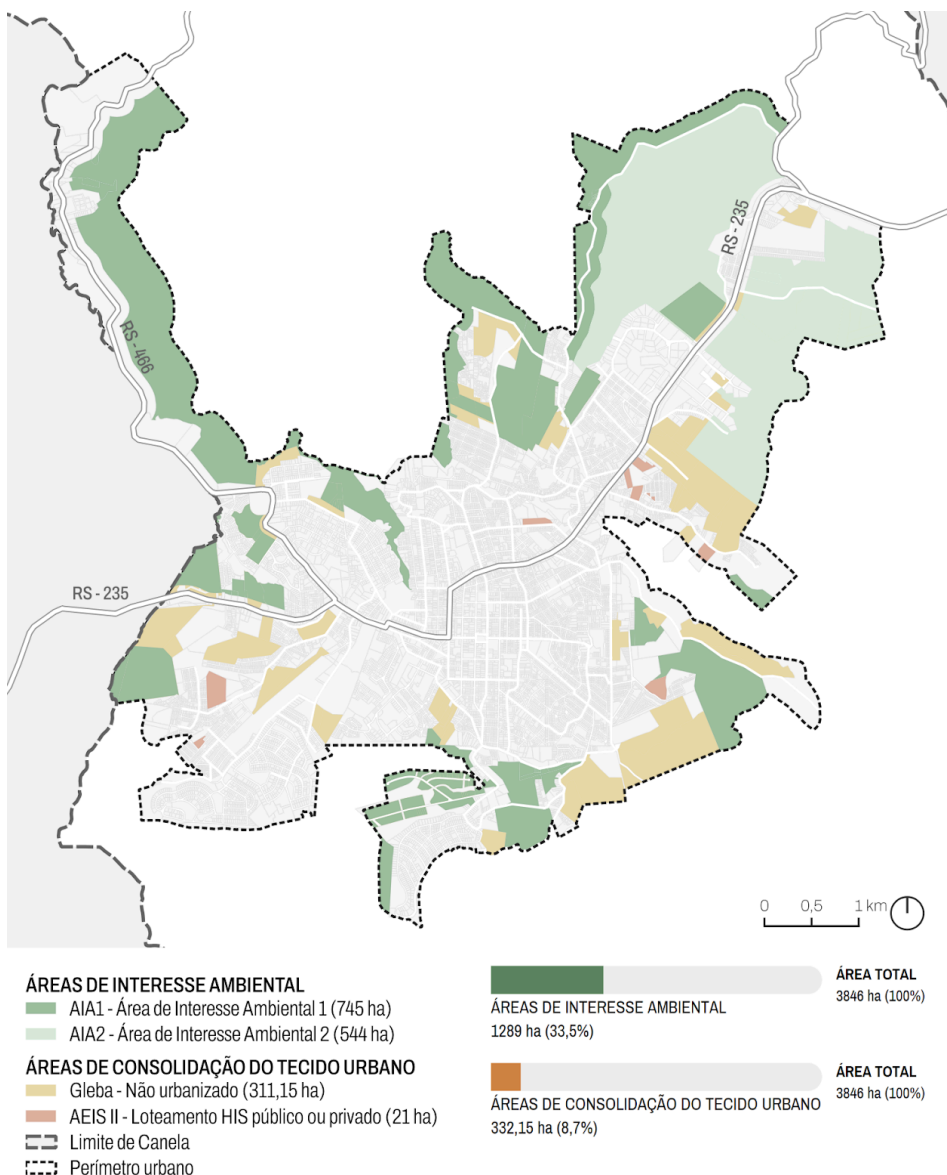 RS - 235
RS - 466
RS - 235
0 0,5 1 km
ÁREAS DE INTERESSE AMBIENTAL
AIA1 - Área de Interesse Ambiental 1 (745 ha)
AIA2 - Área de Interesse Ambiental 2 (544 ha)
ÁREAS DE CONSOLIDAÇÃO DO TECIDO URBANO
Gleba - Não urbanizado (311,15 ha)
AEIS II - Loteamento HIS público ou privado (21 ha)
Limite de Canela
Perímetro urbano
ÁREAS DE INTERESSE AMBIENTAL
1289 ha (33,5%)
ÁREA TOTAL
3846 ha (100%)
ÁREAS DE CONSOLIDAÇÃO DO TECIDO URBANO
332,15 ha (8,7%)
ÁREA TOTAL
3846 ha (100%)